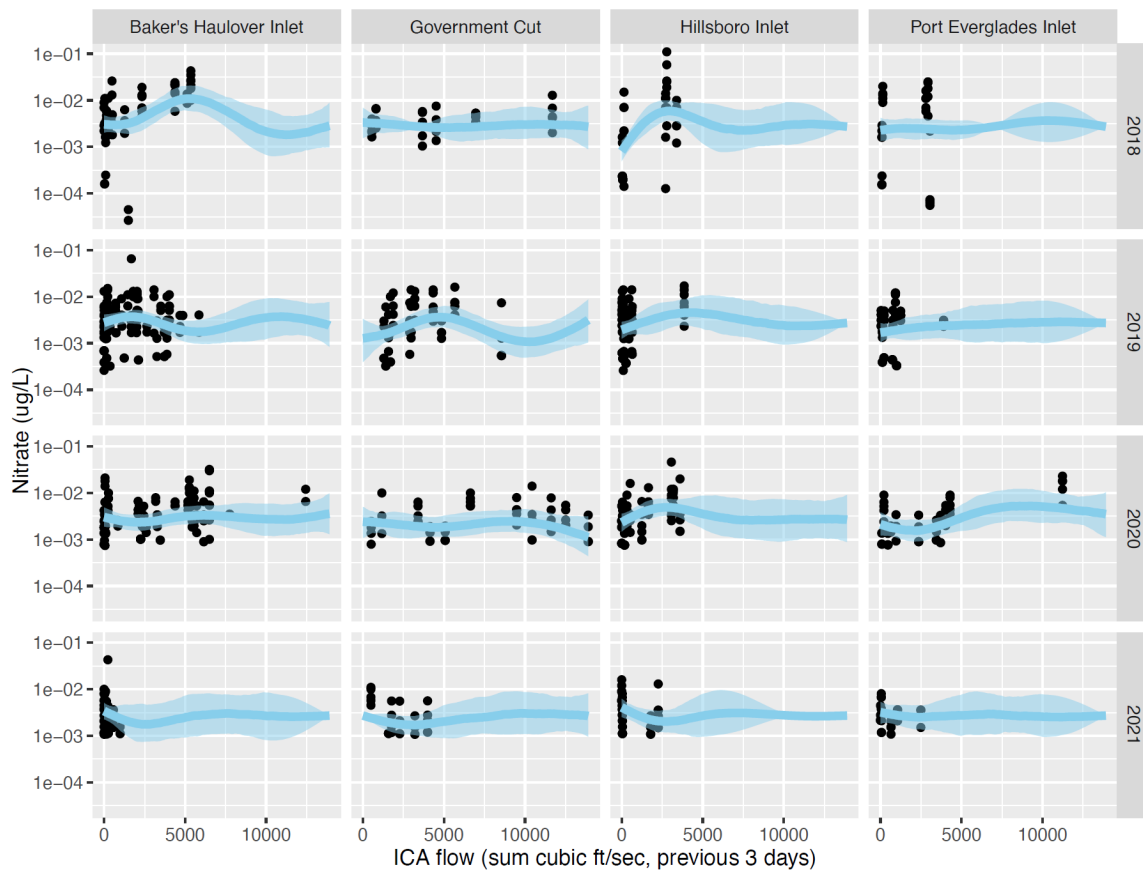 Baker's Haulover Inlet Government Cut Hillsboro Inlet Port Everglades Inlet
1e−01
1e−02
1e−03
1e−04
2018
1e−01
1e−02
1e−03
1e−04
2019
1e−01
1e−02
1e−03
1e−04
2020
1e−01
1e−02
1e−03
1e−04
2021
Nitrate (ug/L)
0 5000 10000 0 5000 10000 0 5000 10000 0 5000 10000
ICA flow (sum cubic ft/sec, previous 3 days)